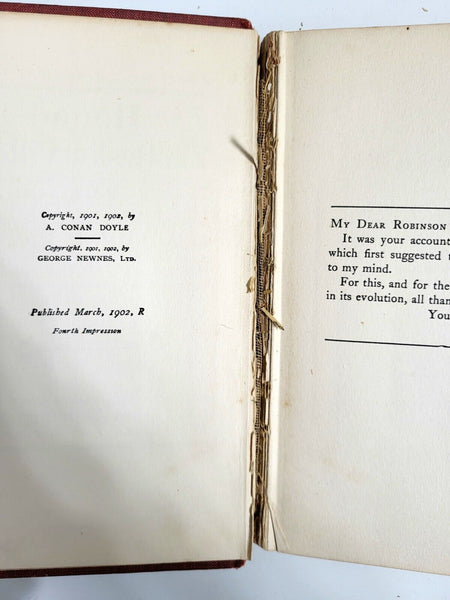 Copyright, 1901, 1902, by
A. CONAN DOYLE
Copyright, 1901, 1902, by
GEORGE NEWNES, LTD.
Published March, 1902, R
Fourth Impression
MY DEAR ROBINSON
It was your account
which first suggested t
to my mind.
For this, and for the
in its evolution, all than
You